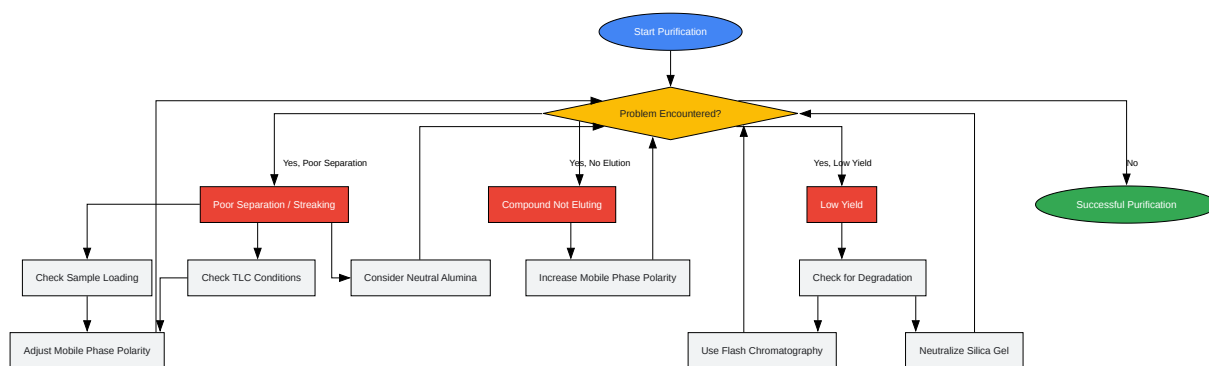 Start Purification
Problem Encountered?
Yes, Poor Separation
Yes, No Elution
Yes, Low Yield
No
Poor Separation / Streaking
Compound Not Eluting
Low Yield
Successful Purification
Check Sample Loading
Check TLC Conditions
Consider Neutral Alumina
Increase Mobile Phase Polarity
Check for Degradation
Adjust Mobile Phase Polarity
Use Flash Chromatography
Neutralize Silica Gel